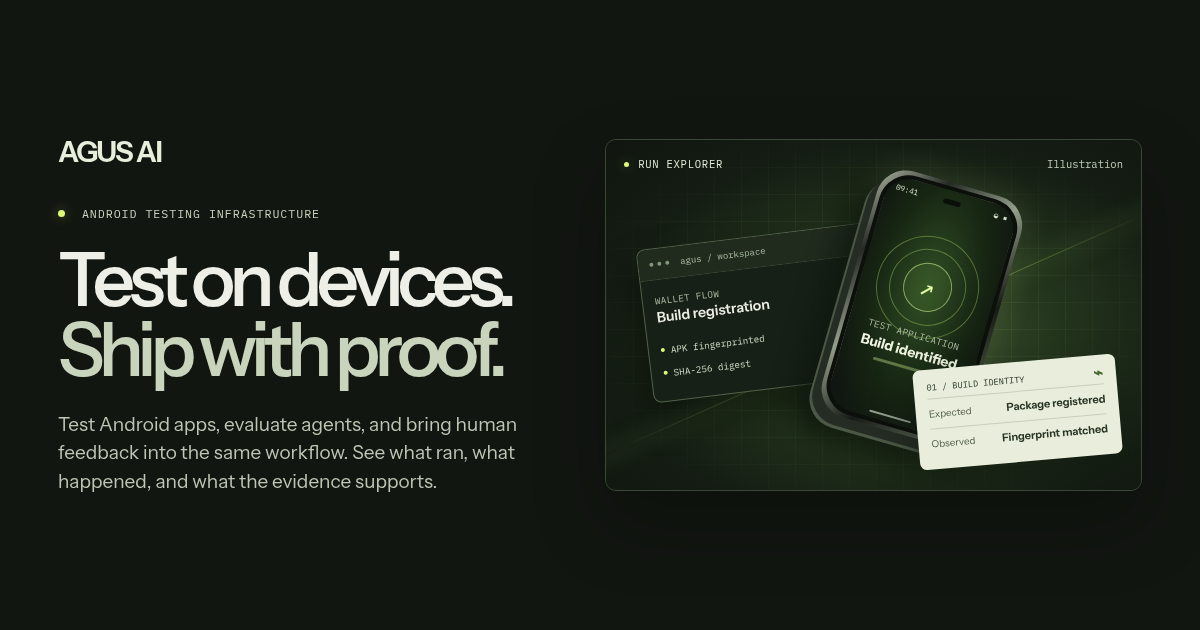 AGUS AI
ANDROID TESTING INFRASTRUCTURE
Test on devices.
Ship with proof.
Test Android apps, evaluate agents, and bring human
feedback into the same workflow. See what ran, what
happened, and what the evidence supports.
RUN EXPLORER
Illustration
agus / workspace
WALLET FLOW
Build registration
APK fingerprinted
SHA-256 digest
09:41
TEST APPLICATION
Build identified
01 / BUILD IDENTITY
Expected Package registered
Observed Fingerprint matched